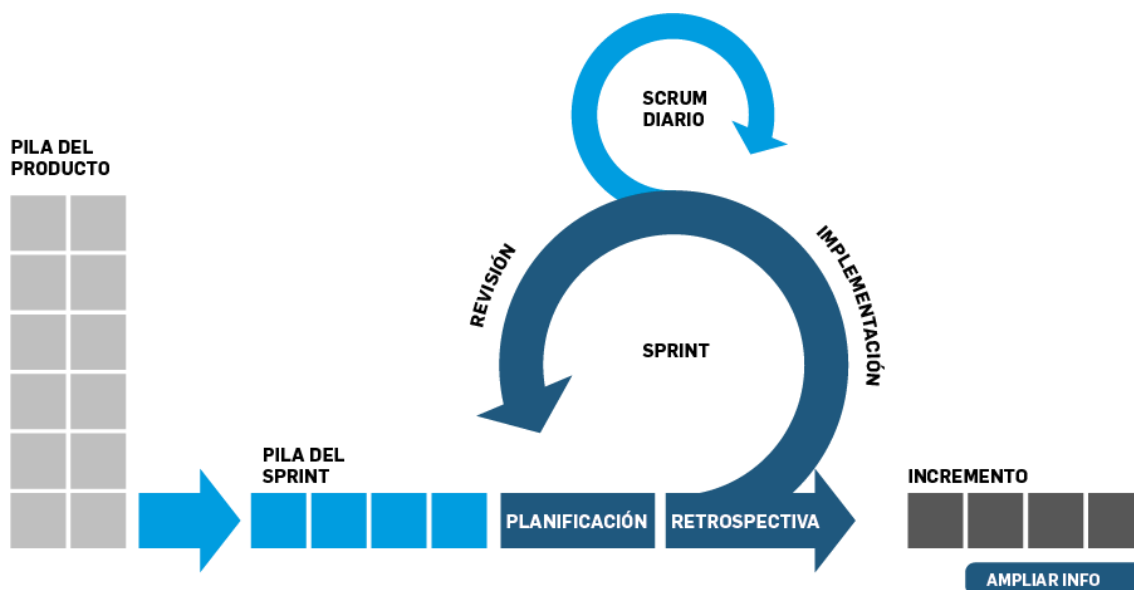 SCRUM
DIARIO
PILA DEL
PRODUCTO
REVISIÓN
IMPLEMENTACIÓN
SPRINT
PILA DEL
SPRINT
INCREMENTO
PLANIFICACIÓN
RETROSPECTIVA
AMPLIAR INFO